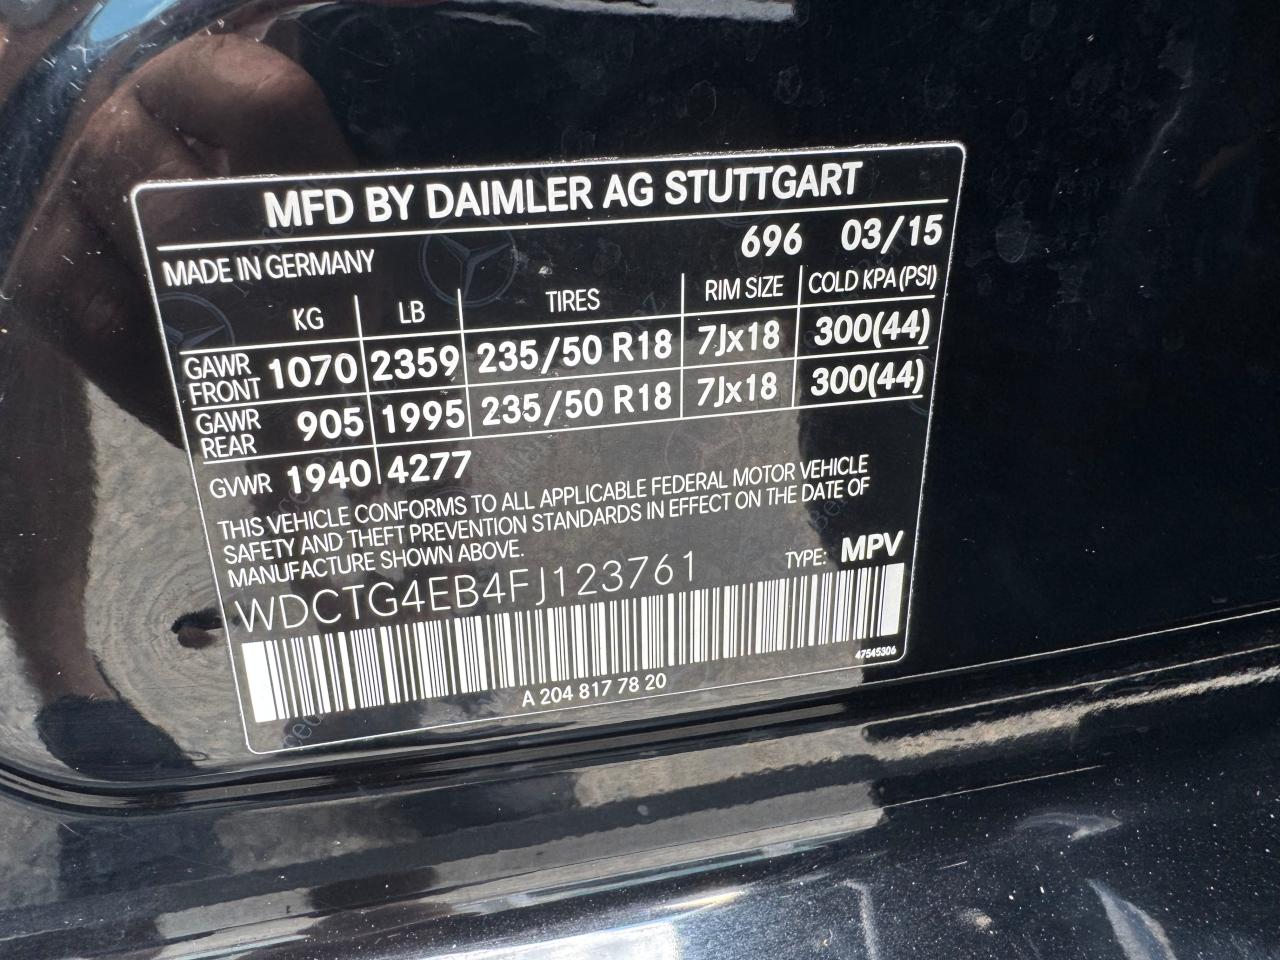 MFD BY DAIMLER AG STUTTGART
696 03/15
MADE IN GERMANY
KG LB TIRES RIM SIZE COLD KPA (PSI)
GAWR FRONT 1070 2359 235/50 R18 7Jx18 300(44)
GAWR REAR 905 1995 235/50 R18 7Jx18 300(44)
GVWR 1940 4277
THIS VEHICLE CONFORMS TO ALL APPLICABLE FEDERAL MOTOR VEHICLE
SAFETY AND THEFT PREVENTION STANDARDS IN EFFECT ON THE DATE OF
MANUFACTURE SHOWN ABOVE.
WDCTG4EB4FJ123761 TYPE: MPV
47545306
A 204 817 78 20